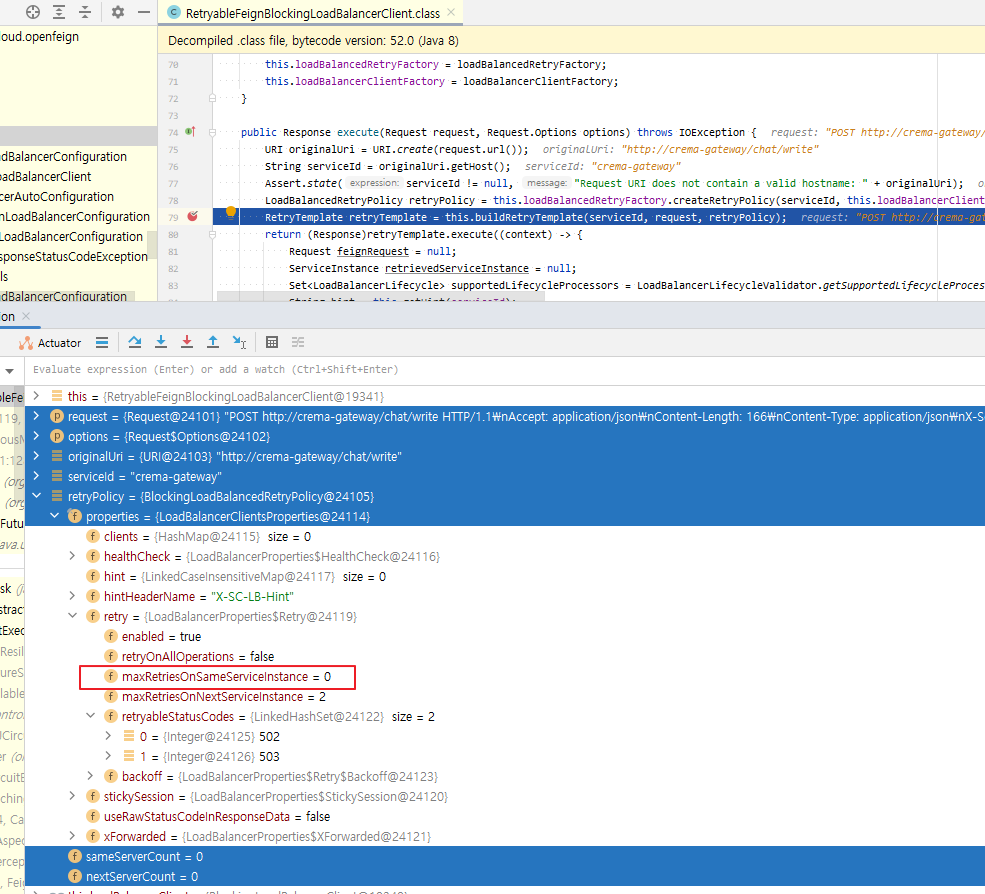 RetryableFeignBlockingLoadBalancerClient.class
loud.openfeign
Decompiled .class file, bytecode version: 52.0 (Java 8)
70 this.loadBalancedRetryFactory = loadBalancedRetryFactory;
71 this.loadBalancerClientFactory = loadBalancerClientFactory;
72 }
73
74 public Response execute(Request request, Request.Options options) throws IOException { request: "POST http://crema-gateway/
75 URI originalUri = URI.create(request.url()); originalUri: "http://crema-gateway/chat/write"
76 String serviceId = originalUri.getHost(); serviceId: "crema-gateway"
77 Assert.state( expression: serviceId != null, message: "Request URI does not contain a valid hostname: " + originalUri); o
78 LoadBalancedRetryPolicy retryPolicy = this.loadBalancedRetryFactory.createRetryPolicy(serviceId, this.loadBalancerClient
79 RetryTemplate retryTemplate = this.buildRetryTemplate(serviceId, request, retryPolicy); request: "POST http://crema-gat
80 return (Response)retryTemplate.execute((context) -> {
81 Request feignRequest = null;
82 ServiceInstance retrievedServiceInstance = null;
83 Set<LoadBalancerLifecycle> supportedLifecycleProcessors = LoadBalancerLifecycleValidator.getSupportedLifecycleProces
String hint = this.getHint(serviceId);
adBalancerConfiguration
oadBalancerClient
cerAutoConfiguration
nLoadBalancerConfiguration
LoadBalancerConfiguration
sponseStatusCodeException
ls
adBalancerConfiguration
ion
Actuator
Evaluate expression (Enter) or add a watch (Ctrl+Shift+Enter)
this = {RetryableFeignBlockingLoadBalancerClient@19341}
request = {Request@24101} "POST http://crema-gateway/chat/write HTTP/1.1₩nAccept: application/json₩nContent-Length: 166₩nContent-Type: application/json₩nX-S
options = {Request$Options@24102}
originalUri = {URI@24103} "http://crema-gateway/chat/write"
serviceId = "crema-gateway"
retryPolicy = {BlockingLoadBalancedRetryPolicy@24105}
properties = {LoadBalancerClientsProperties@24114}
clients = {HashMap@24115} size = 0
healthCheck = {LoadBalancerProperties$HealthCheck@24116}
hint = {LinkedCaseInsensitiveMap@24117} size = 0
hintHeaderName = "X-SC-LB-Hint"
retry = {LoadBalancerProperties$Retry@24119}
enabled = true
retryOnAllOperations = false
maxRetriesOnSameServiceInstance = 0
maxRetriesOnNextServiceInstance = 2
retryableStatusCodes = {LinkedHashSet@24122} size = 2
0 = {Integer@24125} 502
1 = {Integer@24126} 503
backoff = {LoadBalancerProperties$Retry$Backoff@24123}
stickySession = {LoadBalancerProperties$StickySession@24120}
useRawStatusCodeInResponseData = false
xForwarded = {LoadBalancerProperties$XForwarded@24121}
sameServerCount = 0
nextServerCount = 0